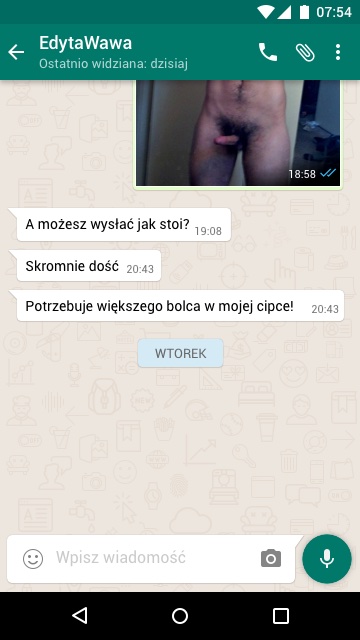 07:54
EdytaWawa
Ostatnio widziana: dzisiaj
18:58
A możesz wysłać jak stoi? 19:08
Skromnie dość 20:43
Potrzebuje większego bolca w mojej cipce! 20:43
WTOREK
Wpisz wiadomość